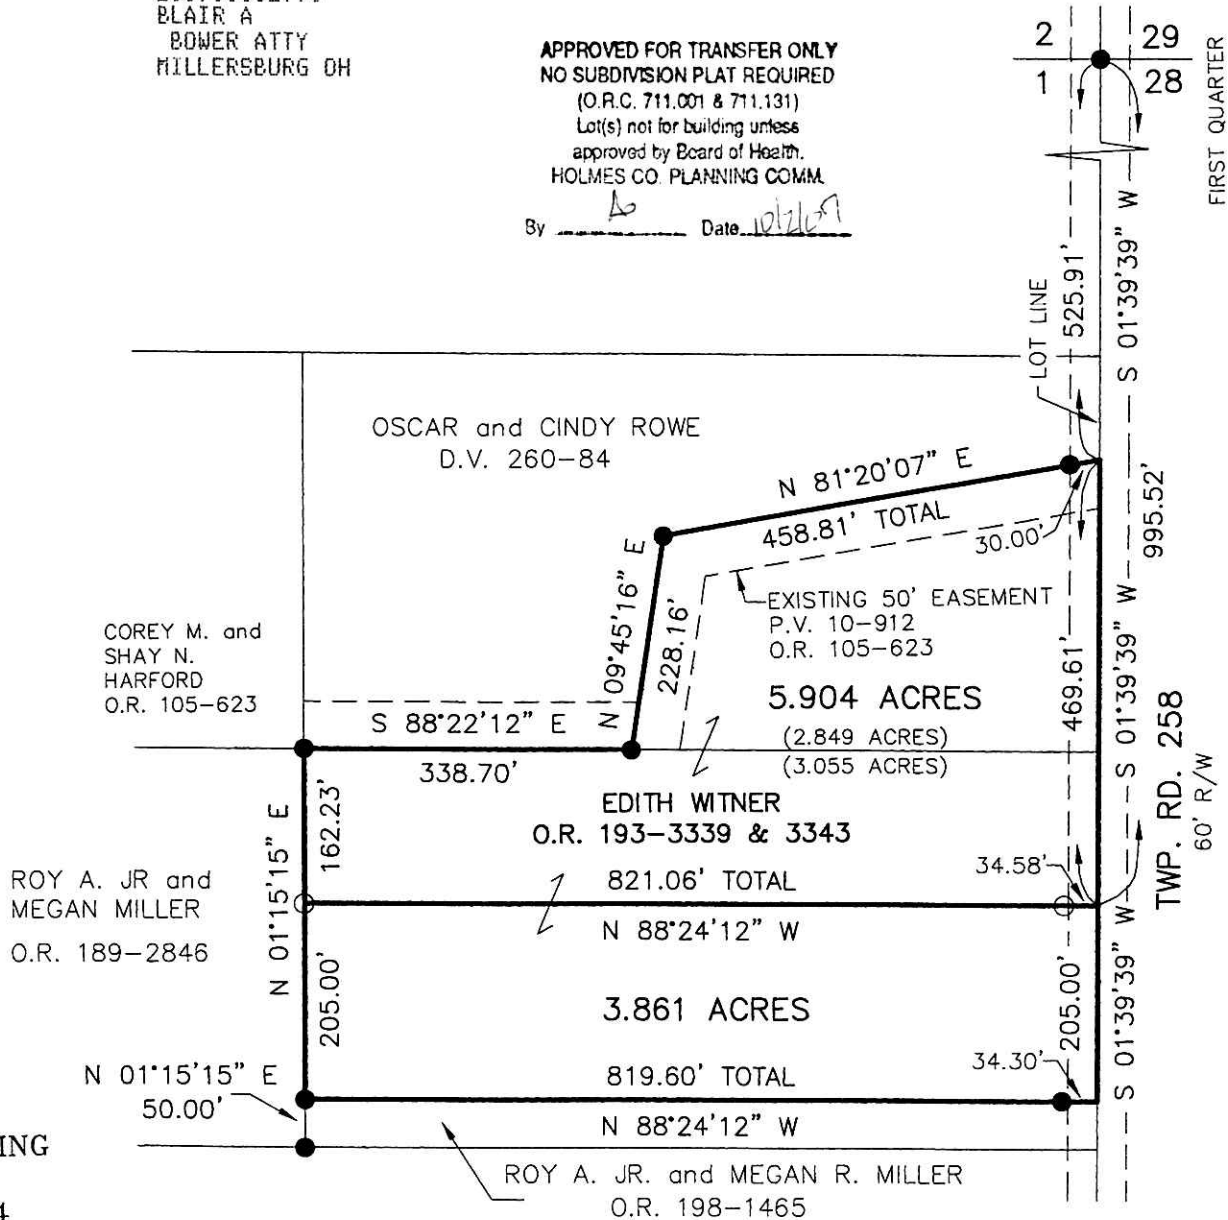 BLAIR A
BOWER ATTY
MILLERSBURG OH
APPROVED FOR TRANSFER ONLY
NO SUBDIVISION PLAT REQUIRED
(O.R.C. 711.001 & 711.131)
Lot(s) not for building unless
approved by Board of Health.
HOLMES CO. PLANNING COMM.
By Date 10/2/07
2 29
1 28
FIRST QUARTER
S 01°39'39" W
525.91'
LOT LINE
OSCAR and CINDY ROWE
D.V. 260-84
N 81°20'07" E
458.81' TOTAL
30.00'
995.52'
N 09°45'16" E
228.16'
EXISTING 50' EASEMENT
P.V. 10-912
O.R. 105-623
COREY M. and
SHAY N.
HARFORD
O.R. 105-623
5.904 ACRES
(2.849 ACRES)
(3.055 ACRES)
469.61'
S 01°39'39" W
TWP. RD. 258
60' R/W
S 88°22'12" E
338.70'
N 01°15'15" E
162.23'
EDITH WITNER
O.R. 193-3339 & 3343
821.06' TOTAL
34.58'
N 88°24'12" W
ROY A. JR and
MEGAN MILLER
O.R. 189-2846
205.00'
3.861 ACRES
205.00'
S 01°39'39" W
34.30'
N 01°15'15" E
50.00'
819.60' TOTAL
N 88°24'12" W
ING
ROY A. JR. and MEGAN R. MILLER
O.R. 198-1465
4